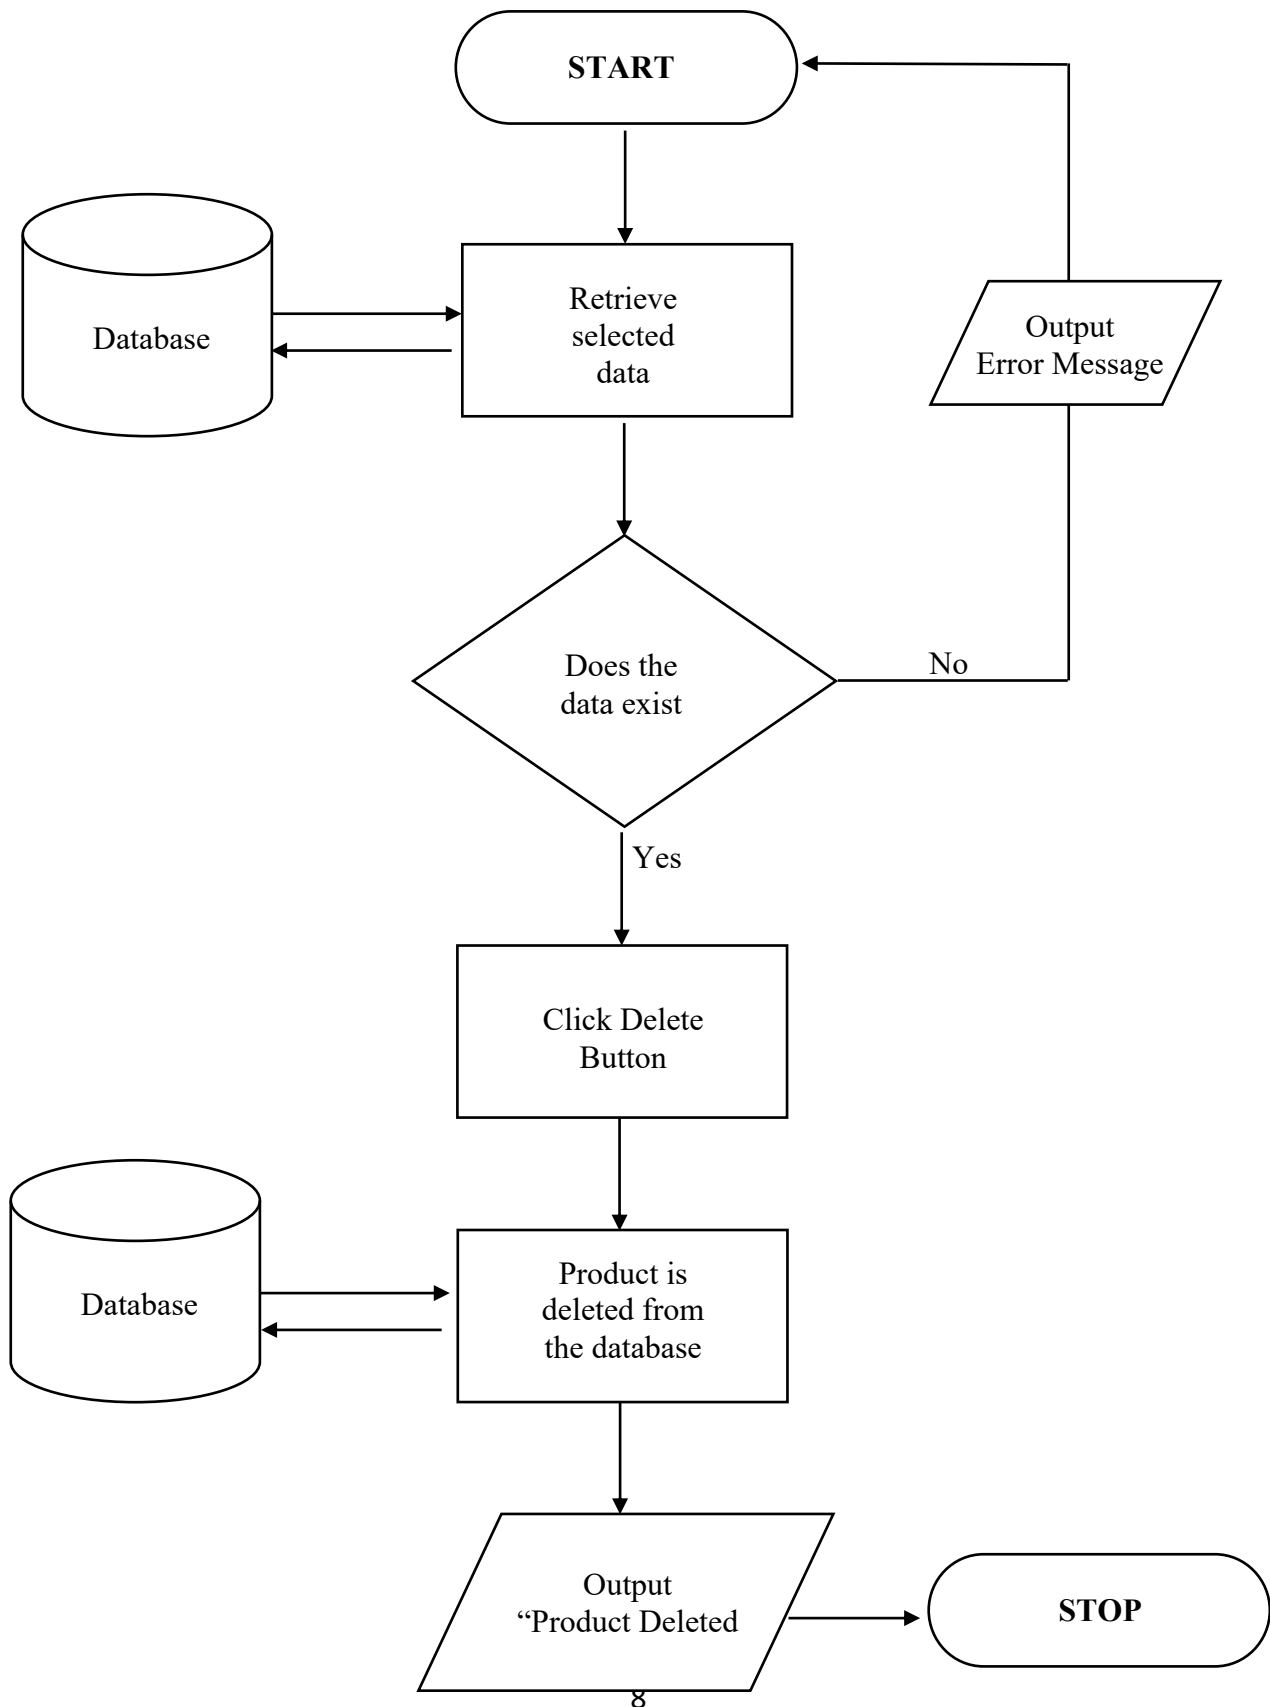 START
Database
Retrieve
selected
data
Output
Error Message
Does the
data exist
No
Yes
Click Delete
Button
Database
Product is
deleted from
the database
Output
“Product Deleted
STOP
8